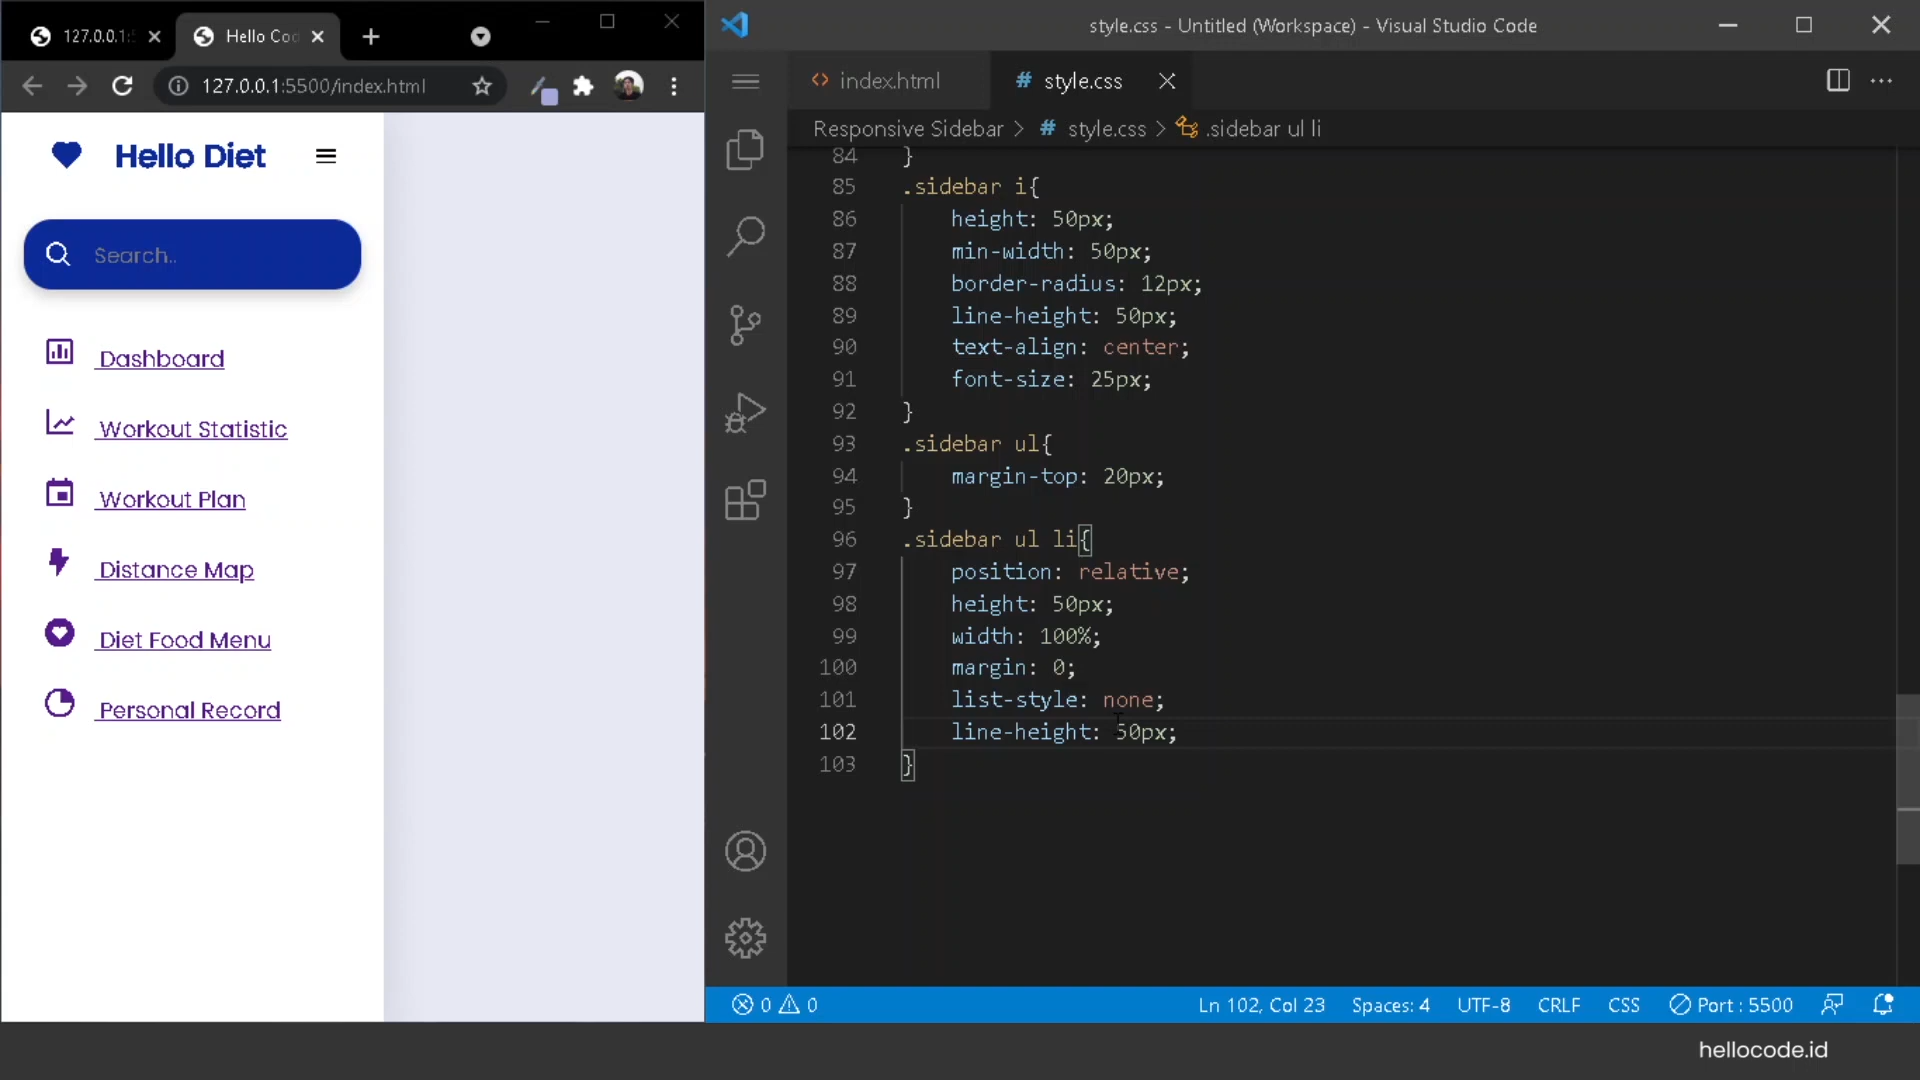 127.0.0.1:
Hello Coc
127.0.0.1:5500/index.html
Hello Diet
Search..
Dashboard
Workout Statistic
Workout Plan
Distance Map
Diet Food Menu
Personal Record
style.css - Untitled (Workspace) - Visual Studio Code
<> index.html
# style.css
Responsive Sidebar > # style.css > .sidebar ul li
84 }
85 .sidebar i{
86 height: 50px;
87 min-width: 50px;
88 border-radius: 12px;
89 line-height: 50px;
90 text-align: center;
91 font-size: 25px;
92 }
93 .sidebar ul{
94 margin-top: 20px;
95 }
96 .sidebar ul li{
97 position: relative;
98 height: 50px;
99 width: 100%;
100 margin: 0;
101 list-style: none;
102 line-height: 50px;
103 }
0 0 Ln 102, Col 23 Spaces: 4 UTF-8 CRLF CSS Port : 5500
hellocode.id